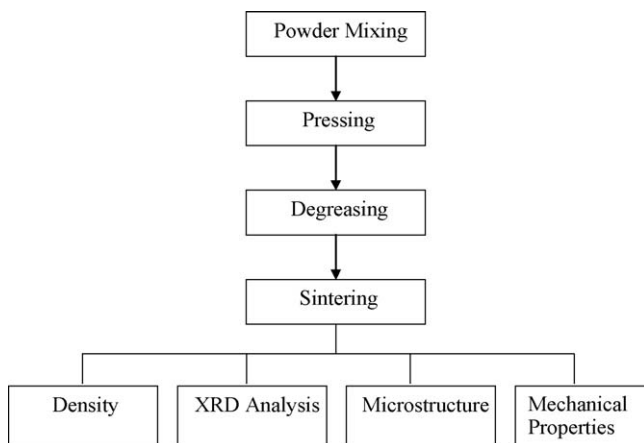 Powder Mixing
Pressing
Degreasing
Sintering
Density
XRD Analysis
Microstructure
Mechanical
Properties